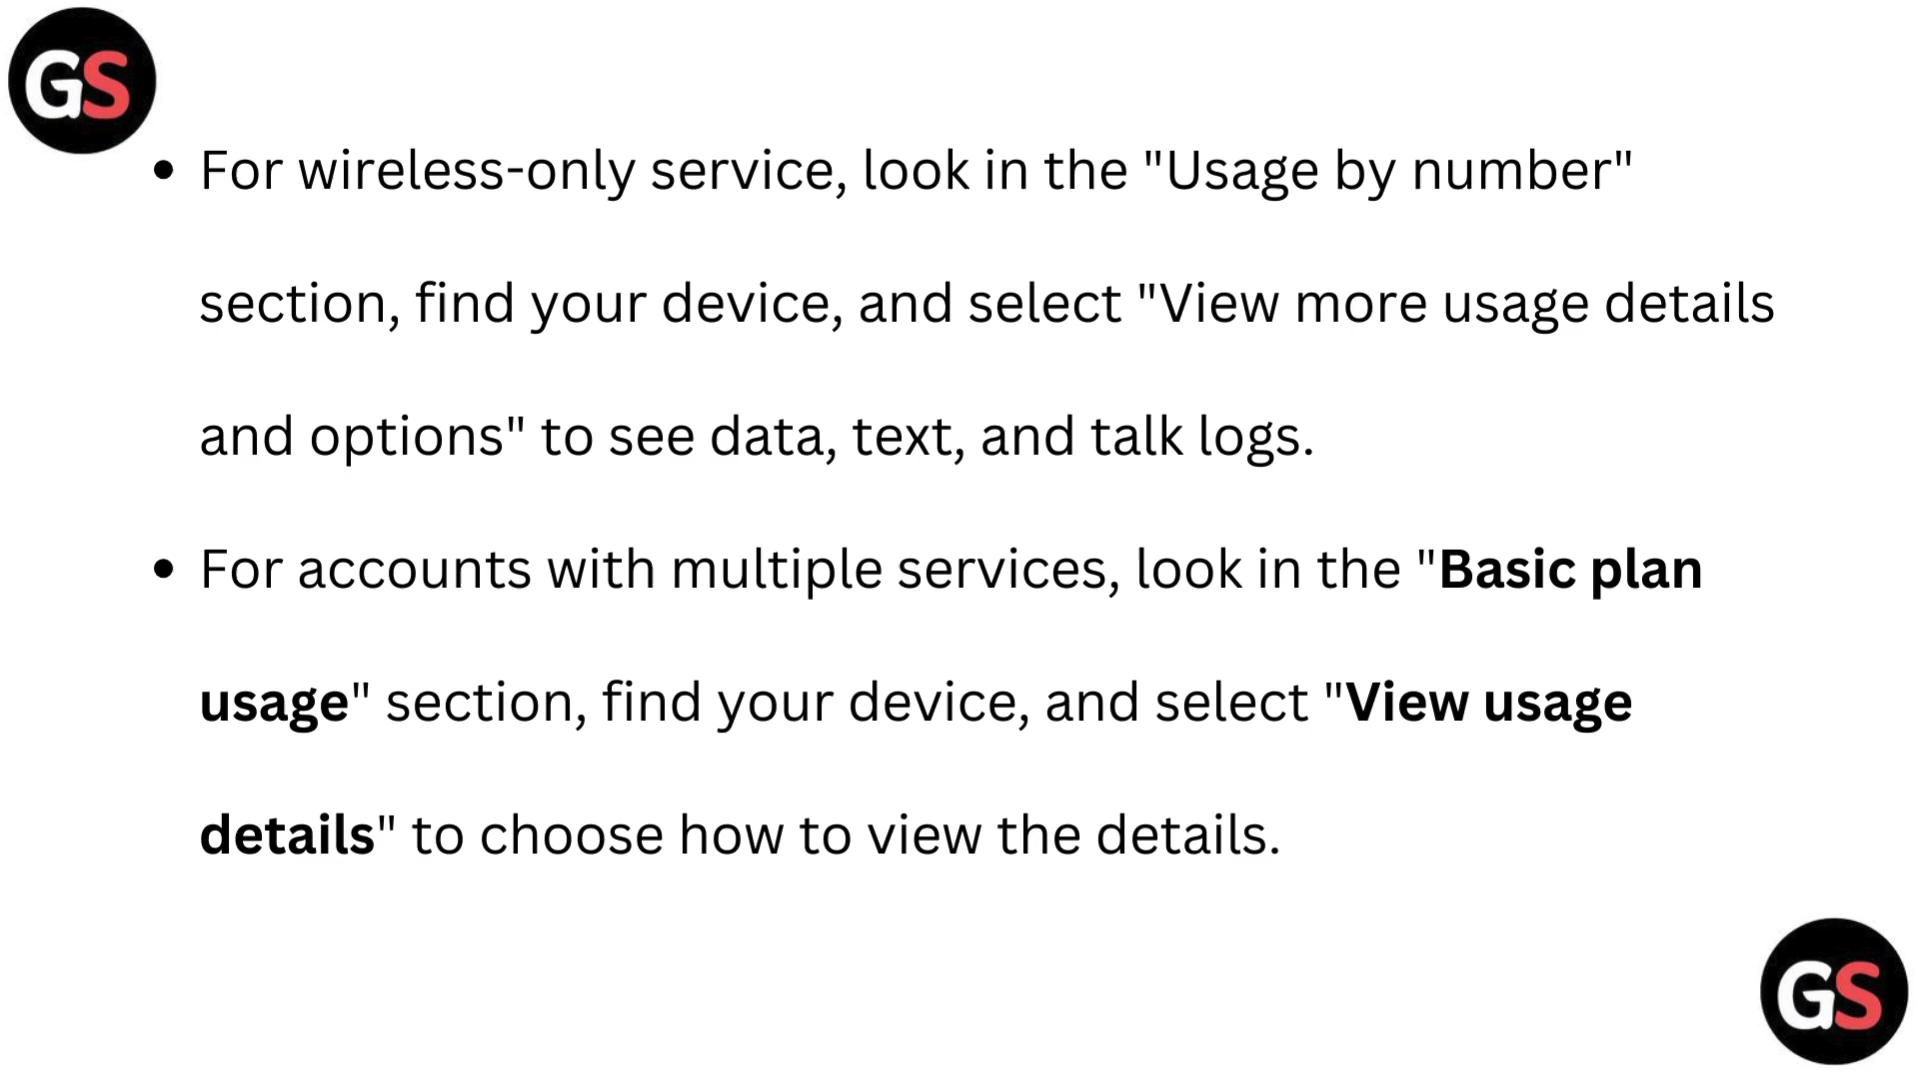 GS
• For wireless-only service, look in the "Usage by number"
section, find your device, and select "View more usage details
and options" to see data, text, and talk logs.
• For accounts with multiple services, look in the "Basic plan
usage" section, find your device, and select "View usage
details" to choose how to view the details.
GS